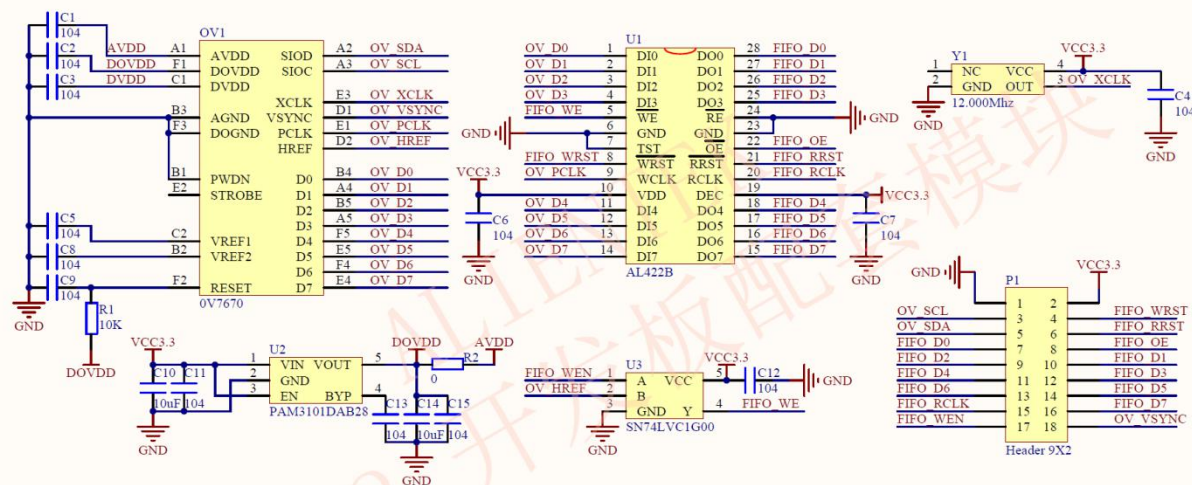 C1
104
C2
104
C3
104
AVDD
DOVDD
DVDD
A1
F1
C1
B3
F3
B1
E2
C2
B2
F2
OV1
AVDD
DOVDD
DVDD
AGND
DOGND
PWDN
STROBE
VREF1
VREF2
RESET
SIOD
SIOC
XCLK
VSYNC
PCLK
HREF
D0
D1
D2
D3
D4
D5
D6
D7
0V7670
A2 OV_SDA
A3 OV_SCL
E3 OV_XCLK
D1 OV_VSYNC
E1 OV_PCLK
D2 OV_HREF
B4 OV_D0
A4 OV_D1
B5 OV_D2
A5 OV_D3
F5 OV_D4
E5 OV_D5
F4 OV_D6
E4 OV_D7
C5
104
C8
104
C9
104
GND
R1
10K
DOVDD
U1
OV_D0 1 DI0 DO0 28 FIFO_D0
OV_D1 2 DI1 DO1 27 FIFO_D1
OV_D2 3 DI2 DO2 26 FIFO_D2
OV_D3 4 DI3 DO3 25 FIFO_D3
FIFO_WE 5 WE RE 24
GND 6 GND GND 23 GND
7 TST OE 22 FIFO_OE
FIFO_WRST 8 WRST RRST 21 FIFO_RRST
OV_PCLK 9 WCLK RCLK 20 FIFO_RCLK
VCC3.3 10 VDD DEC 19 VCC3.3
OV_D4 11 DI4 DO4 18 FIFO_D4
OV_D5 12 DI5 DO5 17 FIFO_D5
OV_D6 13 DI6 DO6 16 FIFO_D6
OV_D7 14 DI7 DO7 15 FIFO_D7
AL422B
C6
104
GND
C7
104
GND
Y1
VCC3.3
1 NC VCC 4
2 GND OUT 3 OV_XCLK
12.000Mhz
GND
C4
104
GND
U2
VCC3.3
1 VIN VOUT 5
2 GND
3 EN BYP 4
PAM3101DAB28
C10
10uF
C11
104
GND
DOVDD
R2
0
AVDD
C13
104
C14
10uF
C15
104
GND
U3
FIFO_WEN 1 A VCC 5 VCC3.3
OV_HREF 2 B
3 GND Y 4 FIFO_WE
SN74LVC1G00
C12
104
GND
GND
P1
GND 1 2 VCC3.3
OV_SCL 3 4 FIFO_WRST
OV_SDA 5 6 FIFO_RRST
FIFO_D0 7 8 FIFO_OE
FIFO_D2 9 10 FIFO_D1
FIFO_D4 11 12 FIFO_D3
FIFO_D6 13 14 FIFO_D5
FIFO_RCLK 15 16 FIFO_D7
FIFO_WEN 17 18 OV_VSYNC
Header 9X2
ALIENTEK
开发板配套模块